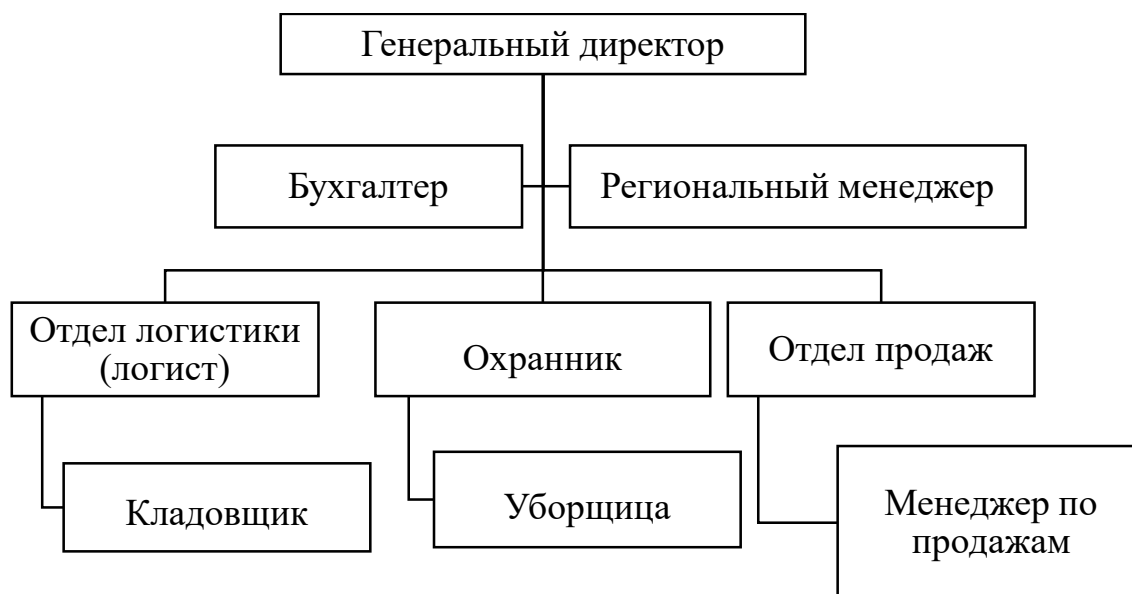 Генеральный директор
Бухгалтер
Региональный менеджер
Отдел логистики
(логист)
Охранник
Отдел продаж
Кладовщик
Уборщица
Менеджер по
продажам